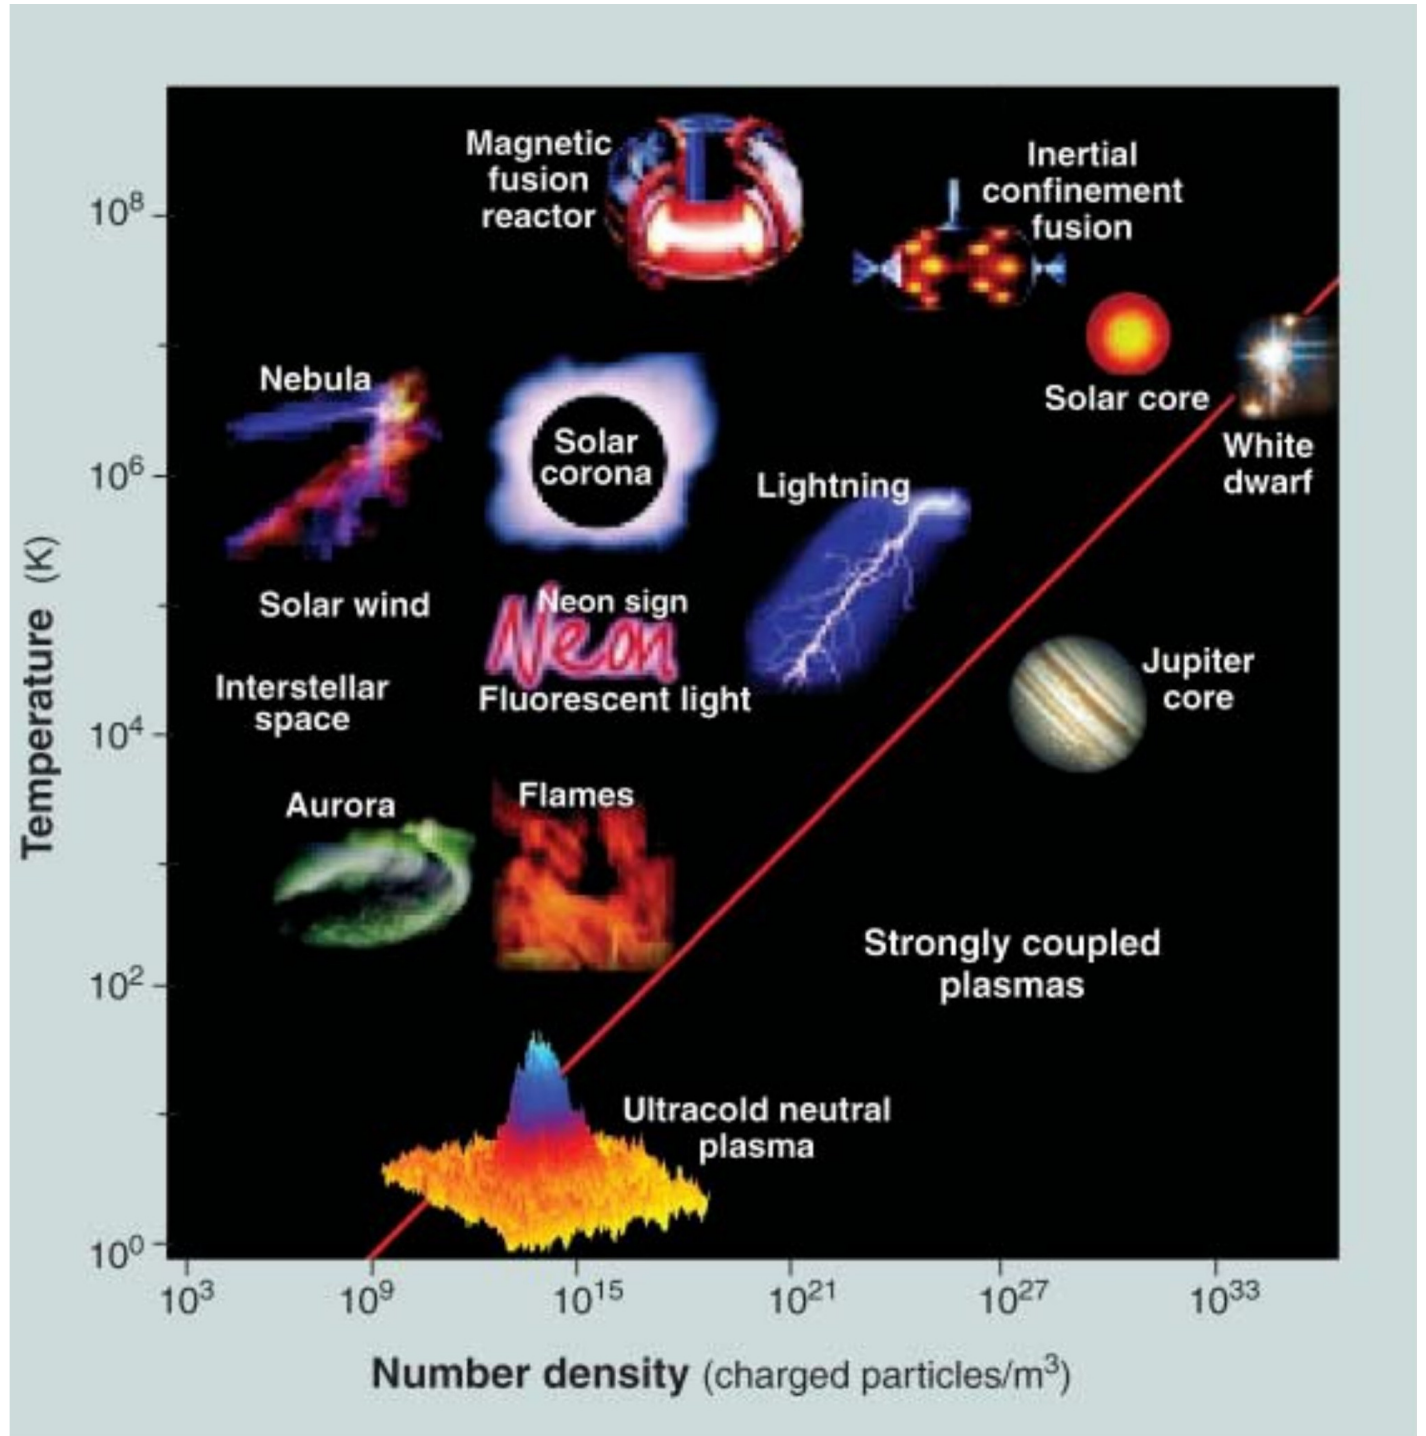 Magnetic
fusion
reactor
Inertial
confinement
fusion
10⁸
Nebula
Solar
corona
Solar core
White
dwarf
10⁶
Lightning
Solar wind
Neon sign
Neon
Fluorescent light
Interstellar
space
Jupiter
core
10⁴
Aurora
Flames
Strongly coupled
plasmas
10²
Ultracold neutral
plasma
10⁰
Temperature (K)
10³ 10⁹ 10¹⁵ 10²¹ 10²⁷ 10³³
Number density (charged particles/m³)